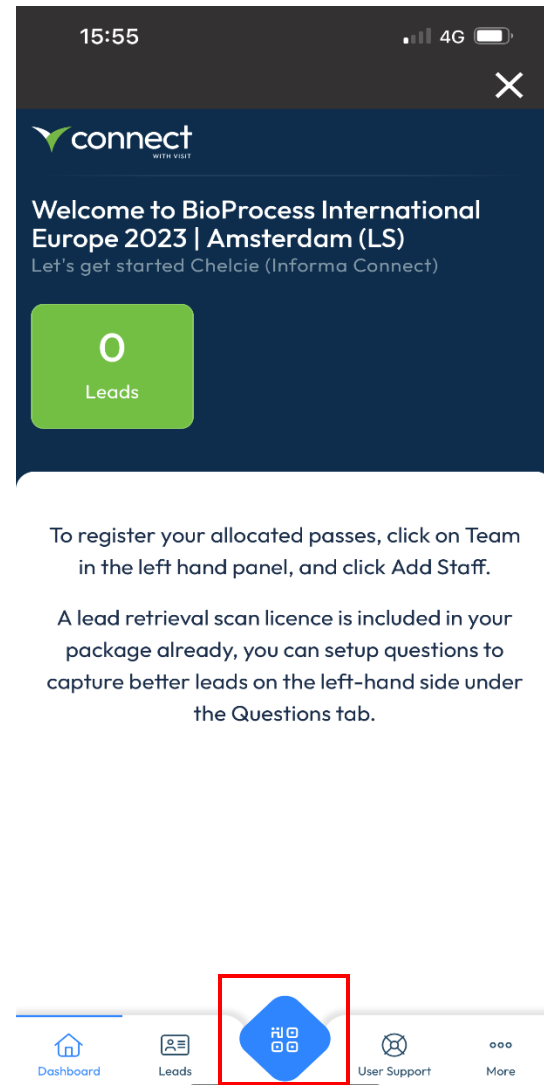 15:55
4G
connect
WITH VISIT
Welcome to BioProcess International
Europe 2023 | Amsterdam (LS)
Let's get started Chelcie (Informa Connect)
0
Leads
To register your allocated passes, click on Team
in the left hand panel, and click Add Staff.
A lead retrieval scan licence is included in your
package already, you can setup questions to
capture better leads on the left-hand side under
the Questions tab.
Dashboard
Leads
User Support
More